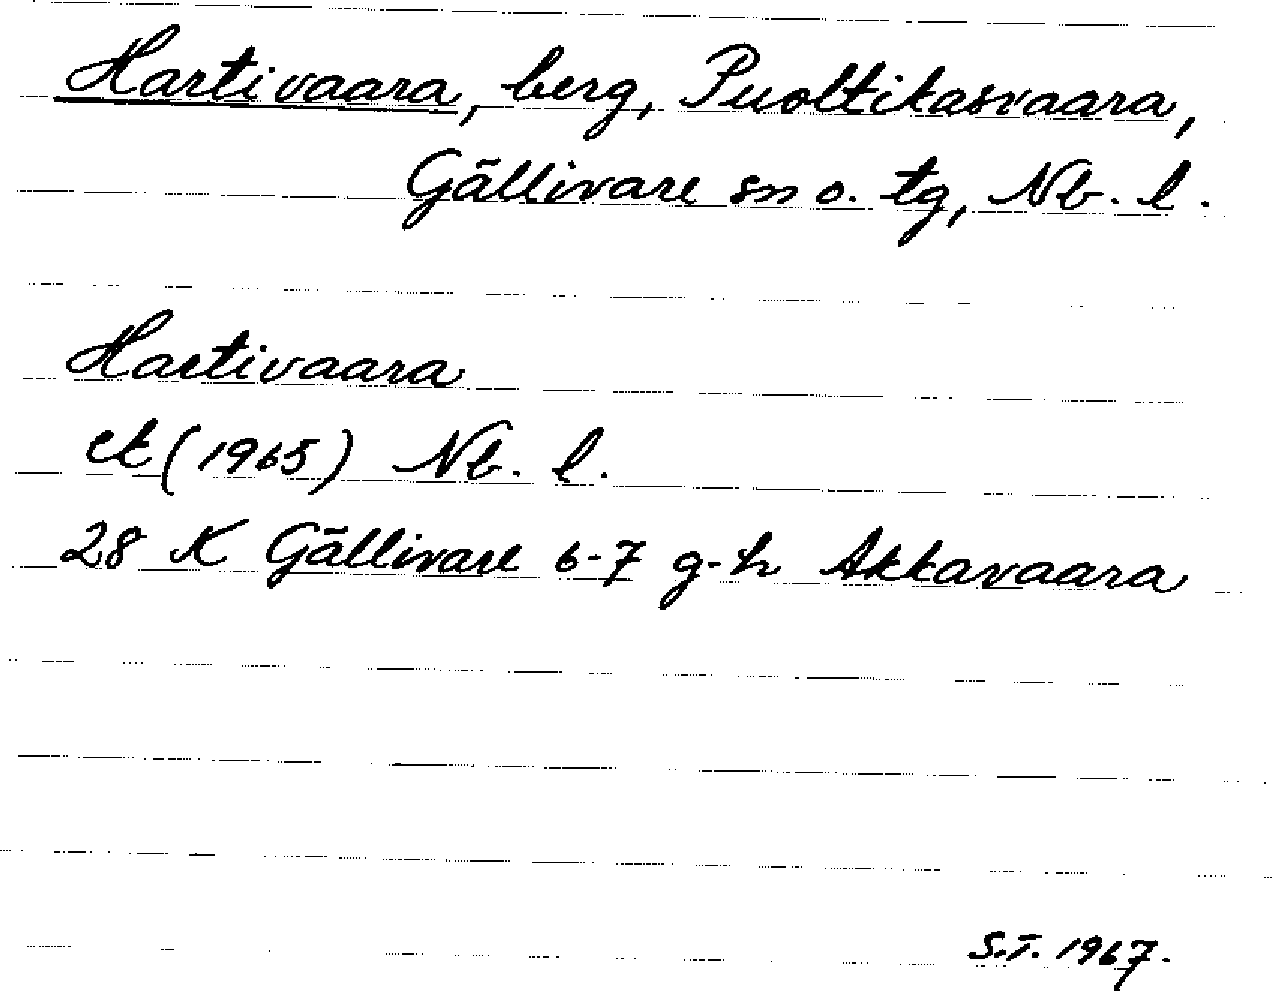 Hartivaara, berg, Puoltikasvaara,
Gällivare sn o. tg, Nb. l.
Hartivaara
ek (1965) Nb. l.
28 K Gällivare 6-7 g-h Akkavaara
S.T. 1967.